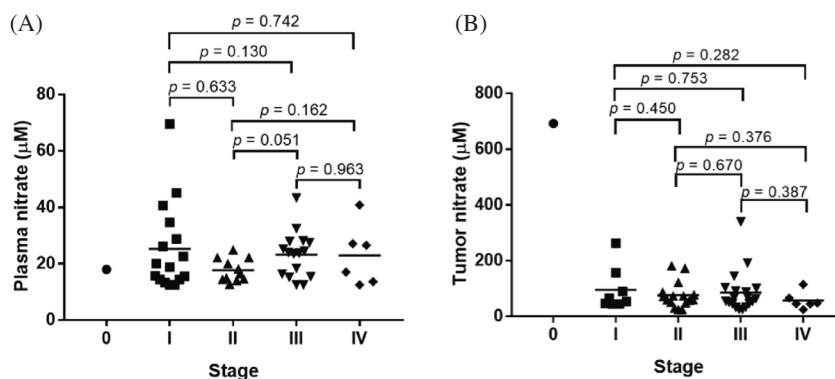 (A)
p = 0.742
p = 0.130
p = 0.633
p = 0.162
p = 0.051
p = 0.963
Plasma nitrate (μM)
80
60
40
20
0
0 I II III IV
Stage
(B)
p = 0.282
p = 0.753
p = 0.450
p = 0.376
p = 0.670
p = 0.387
Tumor nitrate (μM)
800
600
400
200
0
0 I II III IV
Stage